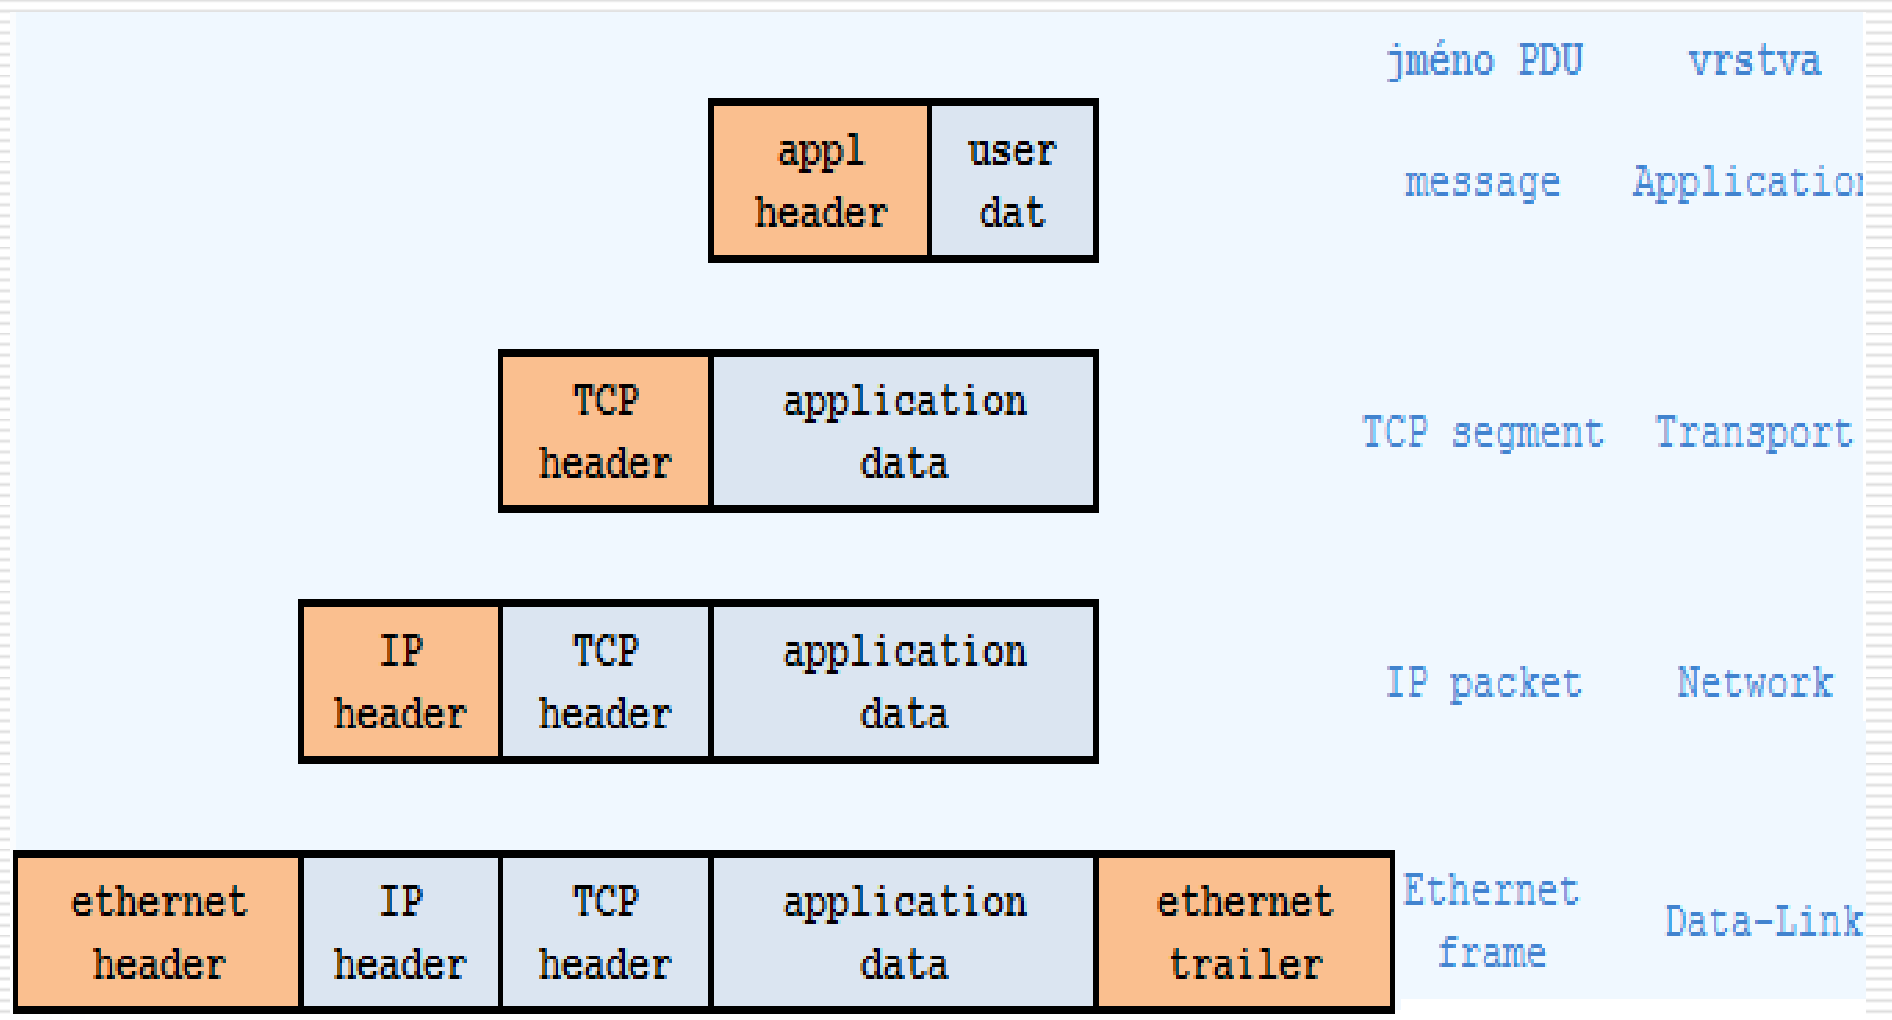 jméno PDU vrstva
appl user
header dat
message Application
TCP application
header data
TCP segment Transport
IP TCP application
header header data
IP packet Network
ethernet IP TCP application ethernet
header header header data trailer
Ethernet
frame
Data-Link